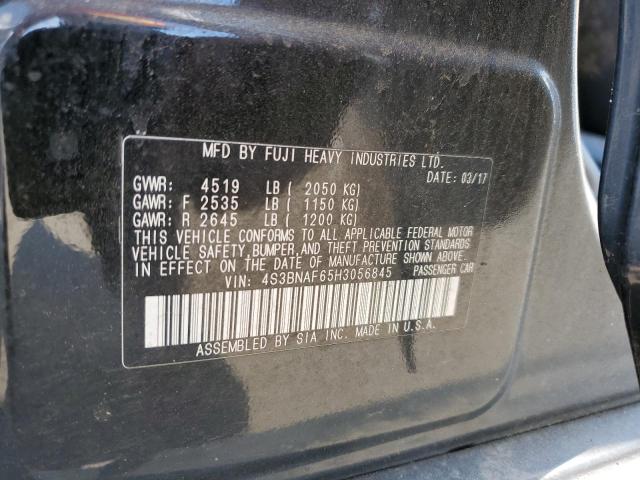 MFD BY FUJI HEAVY INDUSTRIES LTD.
DATE: 03/17
GVWR: 4519 LB ( 2050 KG)
GAWR: F 2535 LB ( 1150 KG)
GAWR: R 2645 LB ( 1200 KG)
THIS VEHICLE CONFORMS TO ALL APPLICABLE FEDERAL MOTOR
VEHICLE SAFETY, BUMPER, AND THEFT PREVENTION STANDARDS
IN EFFECT ON THE DATE OF MANUFACTURE SHOWN ABOVE.
VIN: 4S3BNAF65H3056845 PASSENGER CAR
ASSEMBLED BY SIA INC. MADE IN U.S.A.